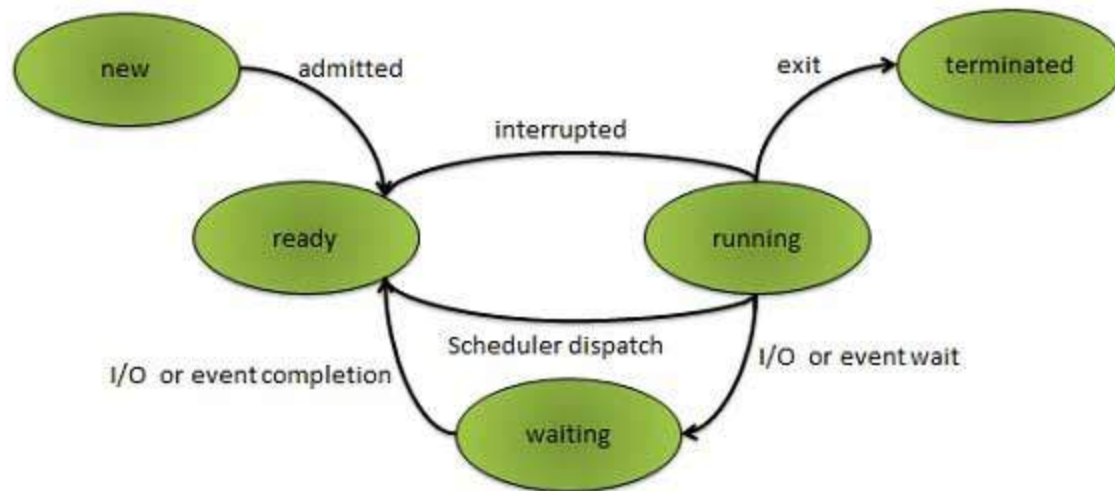 new
admitted
exit
terminated
interrupted
ready
running
Scheduler dispatch
I/O or event wait
I/O or event completion
waiting